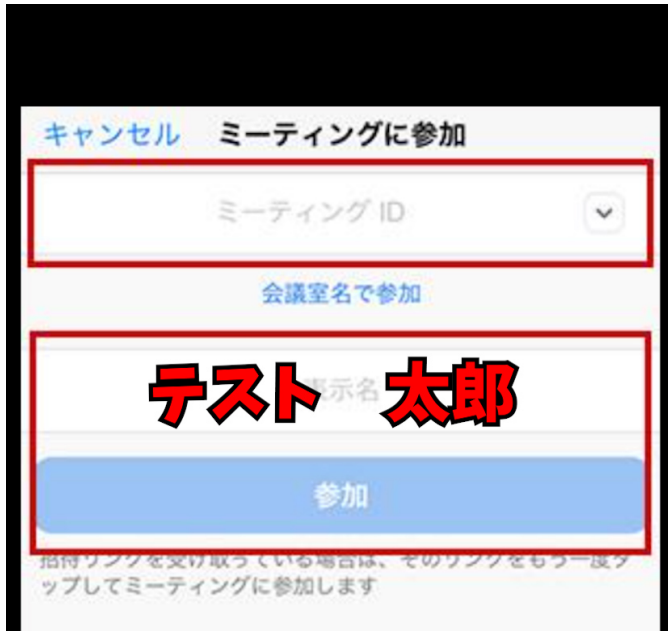 キャンセル ミーティングに参加
ミーティング ID
会議室名で参加
テスト 太郎
表示名
参加
招待リンクを受け取っている場合は、そのリンクをもう一度タ
ップしてミーティングに参加します